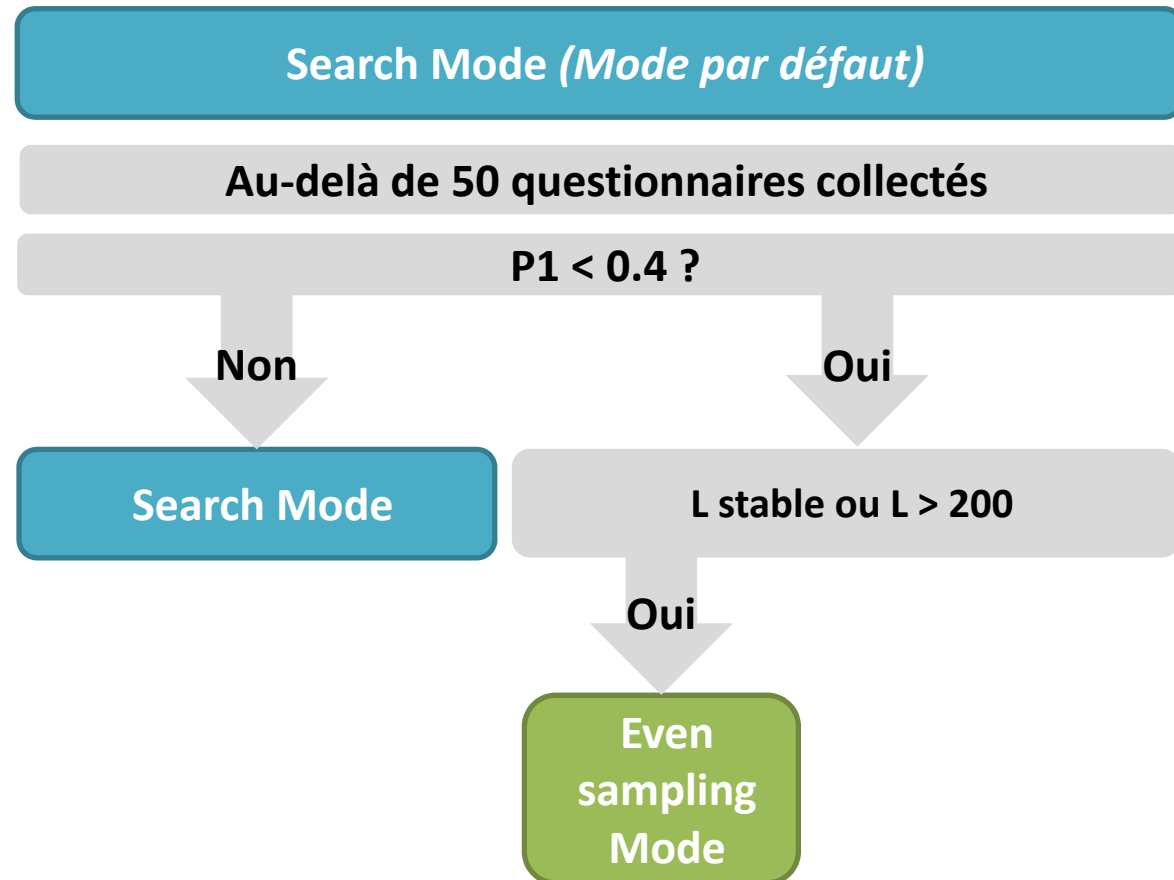 Search Mode (Mode par défaut)
Au-delà de 50 questionnaires collectés
P1 < 0.4 ?
Non
Oui
Search Mode
L stable ou L > 200
Oui
Even
sampling
Mode